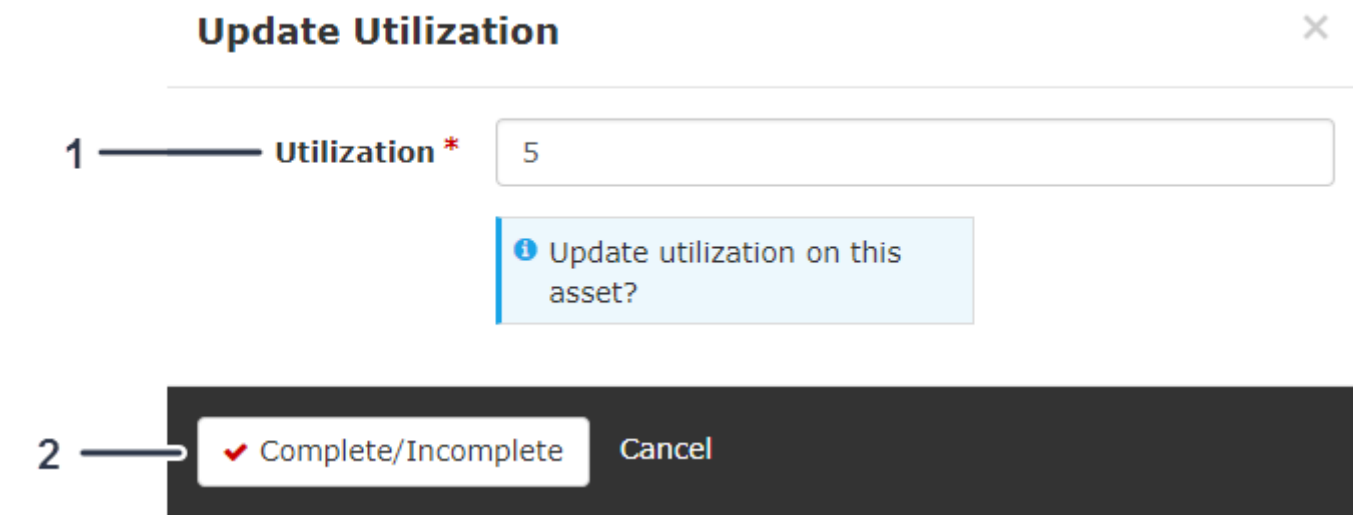 Update Utilization ×
1 Utilization * 5
Update utilization on this
asset?
2 Complete/Incomplete Cancel